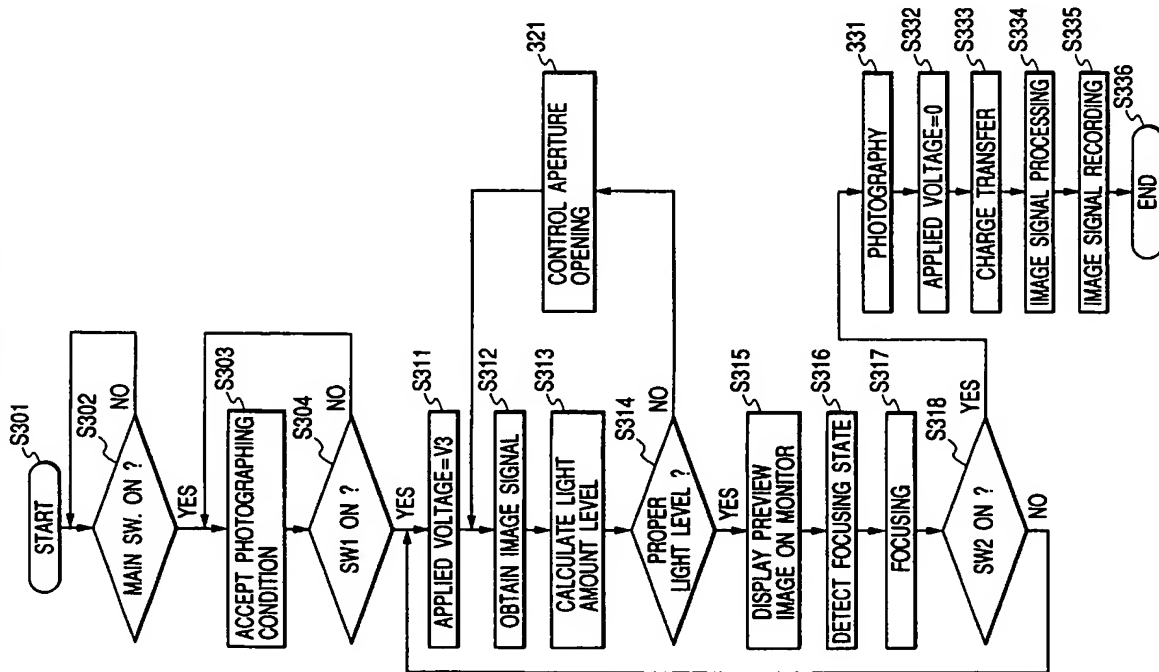 START
S301
MAIN SW. ON ?
S302
NO
YES
ACCEPT PHOTOGRAPHING
CONDITION
S303
SW1 ON ?
S304
NO
YES
APPLIED VOLTAGE=V3
S311
OBTAIN IMAGE SIGNAL
S312
CALCULATE LIGHT
AMOUNT LEVEL
S313
PROPER
LIGHT LEVEL ?
S314
NO
YES
CONTROL APERTURE
OPENING
321
DISPLAY PREVIEW
IMAGE ON MONITOR
S315
DETECT FOCUSING STATE
S316
FOCUSING
S317
SW2 ON ?
S318
YES
NO
PHOTOGRAPHY
331
APPLIED VOLTAGE=0
S332
CHARGE TRANSFER
S333
IMAGE SIGNAL PROCESSING
S334
IMAGE SIGNAL RECORDING
S335
END
S336